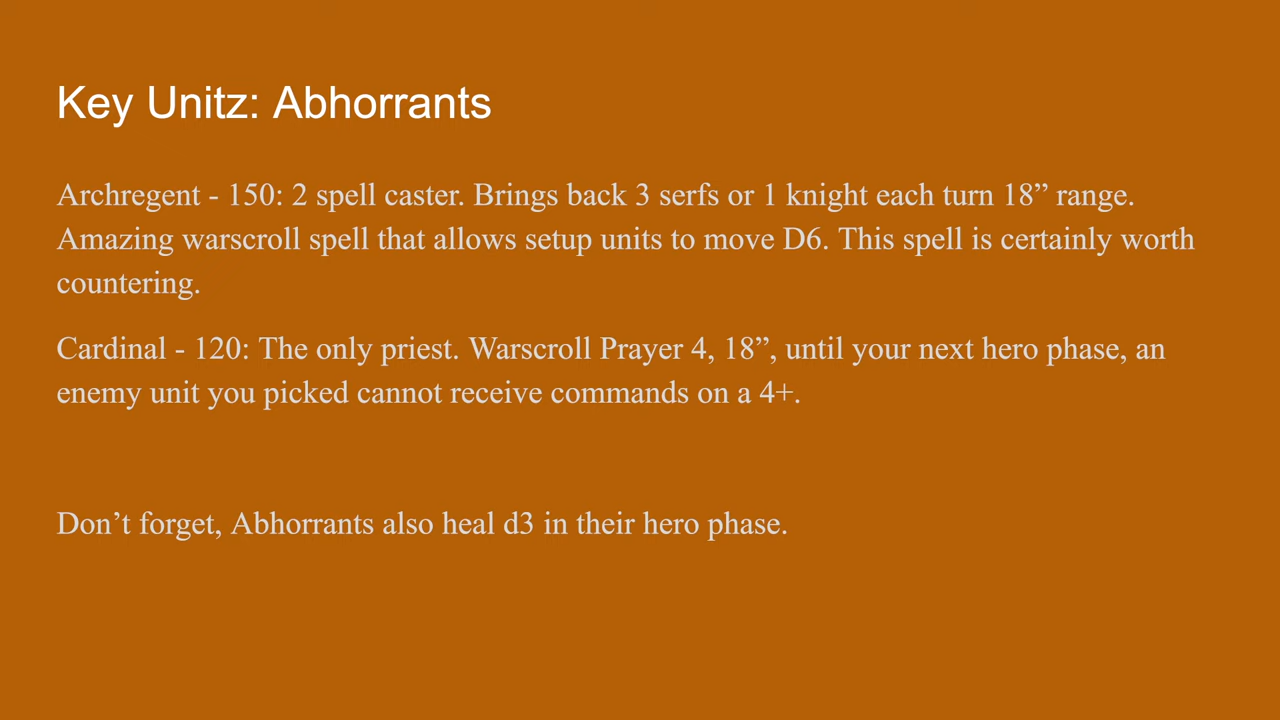 Key Unitz: Abhorrants
Archregent - 150: 2 spell caster. Brings back 3 serfs or 1 knight each turn 18” range.
Amazing warscroll spell that allows setup units to move D6. This spell is certainly worth
countering.
Cardinal - 120: The only priest. Warscroll Prayer 4, 18”, until your next hero phase, an
enemy unit you picked cannot receive commands on a 4+.
Don’t forget, Abhorrants also heal d3 in their hero phase.